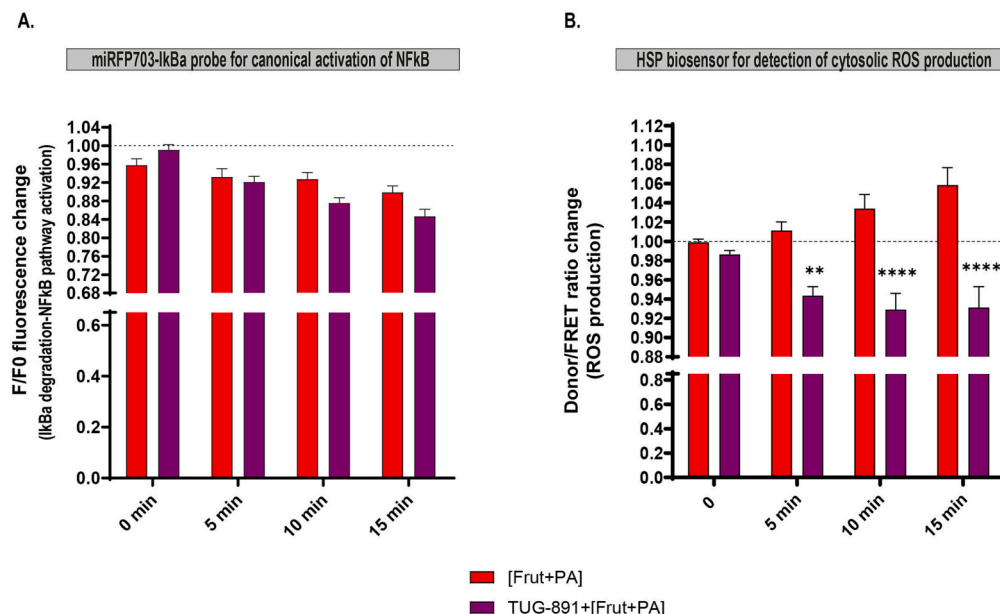 A.
miRFP703-IkBa probe for canonical activation of NFkB
F/F0 fluorescence change
(IkBa degradation-NFkB pathway activation)
1.04
1.00
0.96
0.92
0.88
0.84
0.80
0.76
0.72
0.68
0.6
0.4
0.2
0.0
0 min
5 min
10 min
15 min
B.
HSP biosensor for detection of cytosolic ROS production
Donor/FRET ratio change
(ROS production)
1.12
1.10
1.08
1.06
1.04
1.02
1.00
0.98
0.96
0.94
0.92
0.90
0.88
0.8
0.6
0.4
0.2
0.0
**
****
****
0
5 min
10 min
15 min
[Frut+PA]
TUG-891+[Frut+PA]